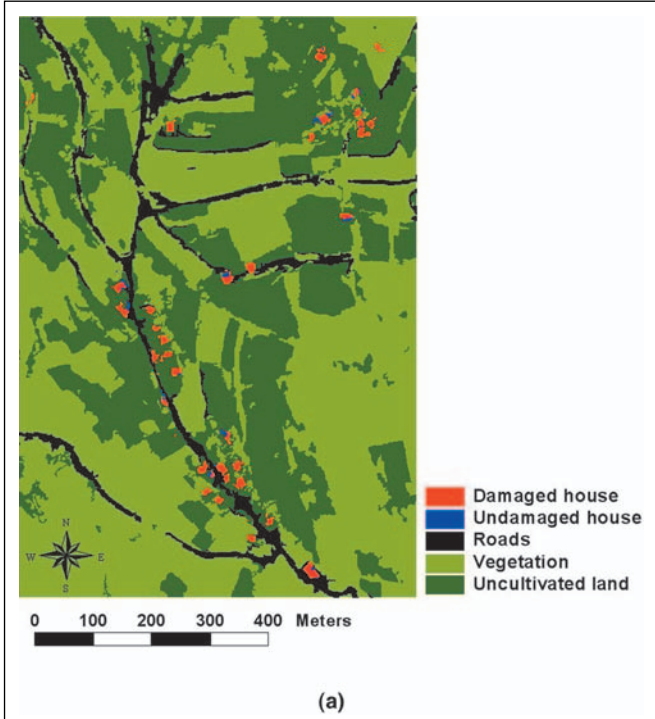 Damaged house
Undamaged house
Roads
Vegetation
Uncultivated land
N
W E
S
0 100 200 300 400 Meters
(a)